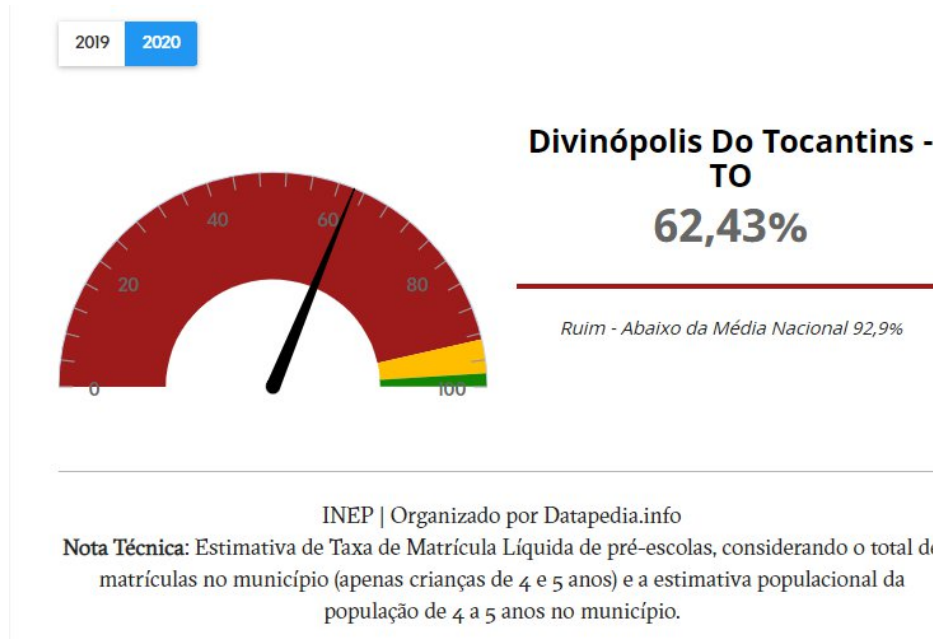 2019 2020
Divinópolis Do Tocantins -
TO
62,43%
Ruim - Abaixo da Média Nacional 92,9%
0
20
40
60
80
100
INEP | Organizado por Datapedia.info
Nota Técnica: Estimativa de Taxa de Matrícula Líquida de pré-escolas, considerando o total
matrículas no município (apenas crianças de 4 e 5 anos) e a estimativa populacional da
população de 4 a 5 anos no município.